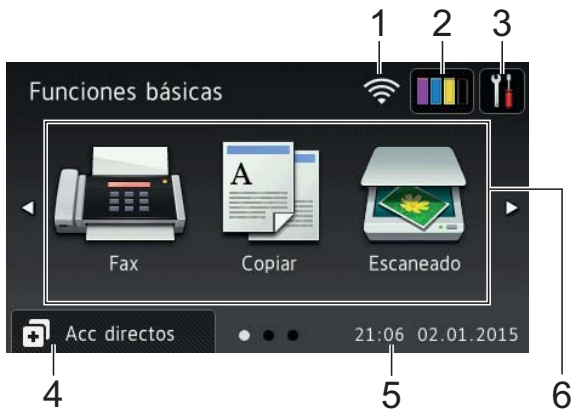 1 2 3
Funciones básicas
A
Fax Copiar Escaneado
Acc directos 21:06 02.01.2015
4 5 6